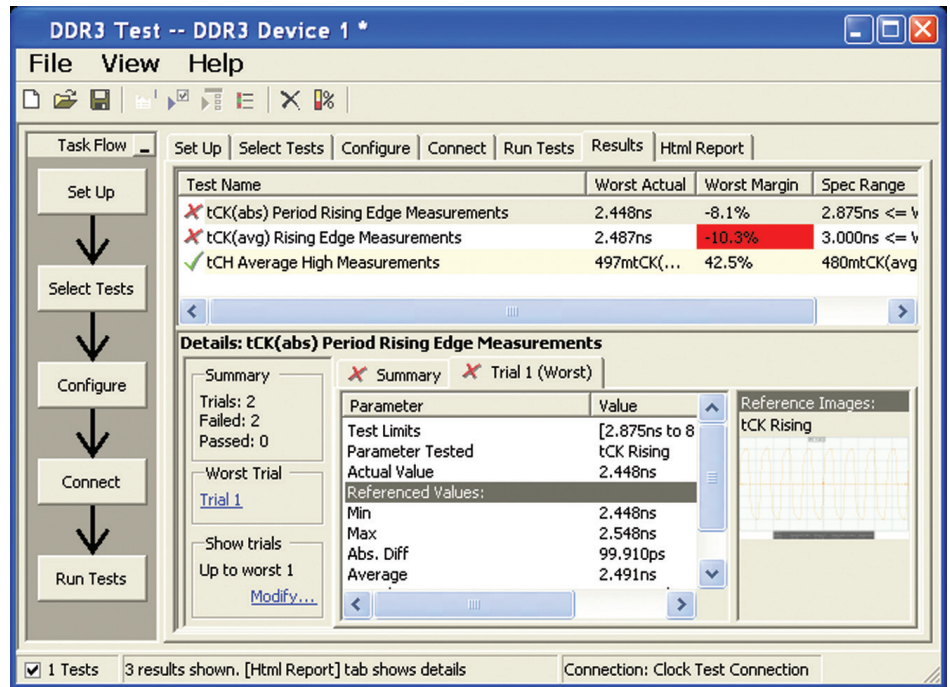 DDR3 Test -- DDR3 Device 1 *
File View Help
Task Flow
Set Up
Select Tests
Configure
Connect
Run Tests
Set Up Select Tests Configure Connect Run Tests Results Html Report
Test Name Worst Actual Worst Margin Spec Range
tCK(abs) Period Rising Edge Measurements 2.448ns -8.1% 2.875ns <=
tCK(avg) Rising Edge Measurements 2.487ns -10.3% 3.000ns <=
tCH Average High Measurements 497mtCK(... 42.5% 480mtCK(avg
Details: tCK(abs) Period Rising Edge Measurements
Summary
Trials: 2
Failed: 2
Passed: 0
Worst Trial
Trial 1
Show trials
Up to worst 1
Modify...
Summary Trial 1 (Worst)
Parameter Value
Test Limits [2.875ns to 8
Parameter Tested tCK Rising
Actual Value 2.448ns
Referenced Values:
Min 2.448ns
Max 2.548ns
Abs. Diff 99.910ps
Average 2.491ns
Reference Images:
tCK Rising
1 Tests 3 results shown. [Html Report] tab shows details Connection: Clock Test Connection